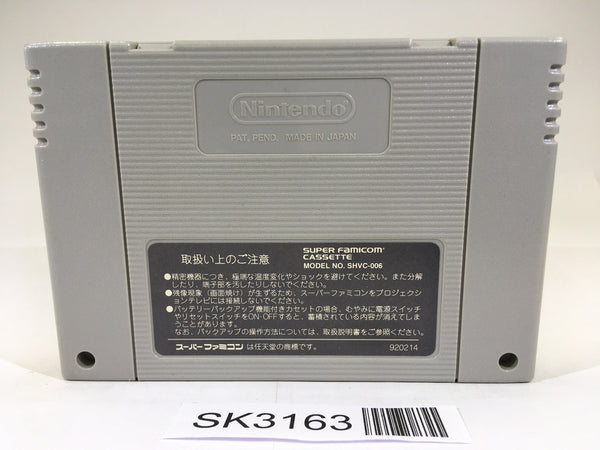 Nintendo
PAT. PEND. MADE IN JAPAN
取扱い上のご注意
SUPER FAMICOM
CASSETTE
MODEL NO. SHVC-006
●精密機器につき、極端な温度変化やショックを避けてください。また分解
したり、端子部を汚したりしないでください。
●残像現象(画面焼け)が生ずるため、スーパーファミコンをプロジェク
ションテレビには接続しないでください。
●バッテリーバックアップ機能付きカセットの場合、むやみに電源スイッチ
やリセットスイッチをON・OFFすると、蓄積されている内容が消えてしま
うことがあります。
なお、バックアップの操作方法については、取扱説明書をご参照ください。
スーパーファミコン は任天堂の商標です。
920214
SK3163